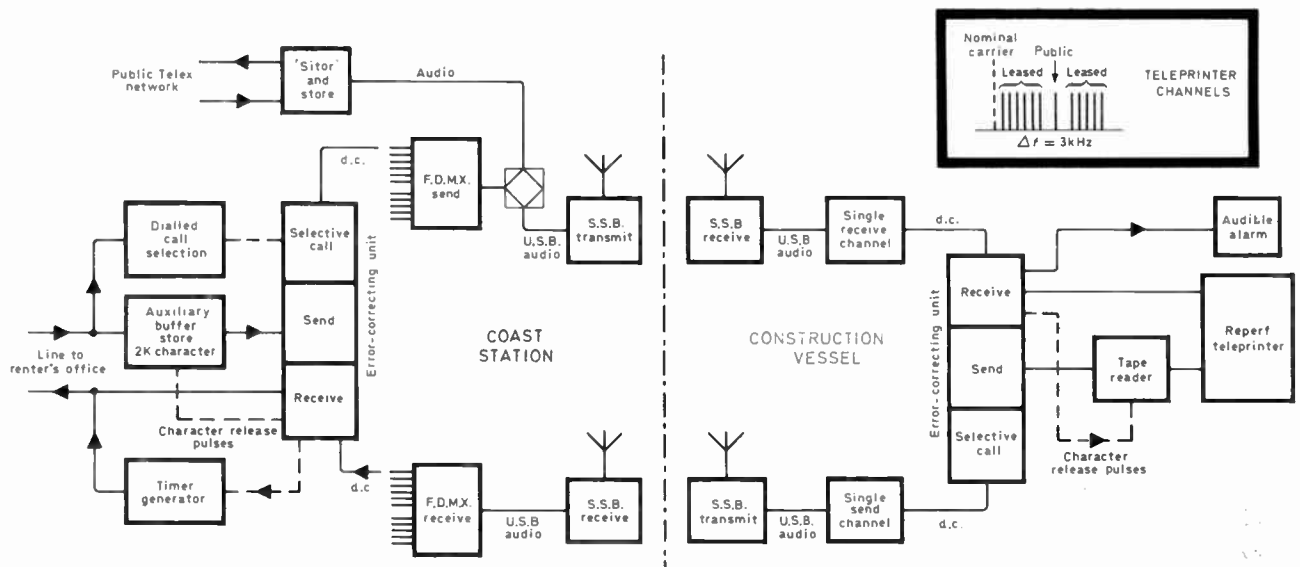 Public Telex
network
'Sitor'
and
store
Audio
d.c.
F.D.M.X.
send
U.S.B.
audio
S.S.B.
transmit
Dialled
call
selection
Selective
call
Auxiliary
buffer
store
2K character
Send
Error-correcting unit
Line to
renter's office
Receive
Character release
pulses
Timer
generator
d.c
F.D.M.X.
receive
U.S.B
audio
S.S.B.
receive
COAST
STATION
CONSTRUCTION
VESSEL
Nominal
carrier
Public
Leased
Leased
TELEPRINTER
CHANNELS
Δf = 3kHz
S.S.B
receive
U.S.B
audio
Single
receive
channel
d.c.
Audible
alarm
Receive
Error-correcting unit
Send
Selective
call
Tape
reader
Reperf
teleprinter
Character
release pulses
S.S.B.
transmit
U.S.B.
audio
Single
send
channel
d.c.